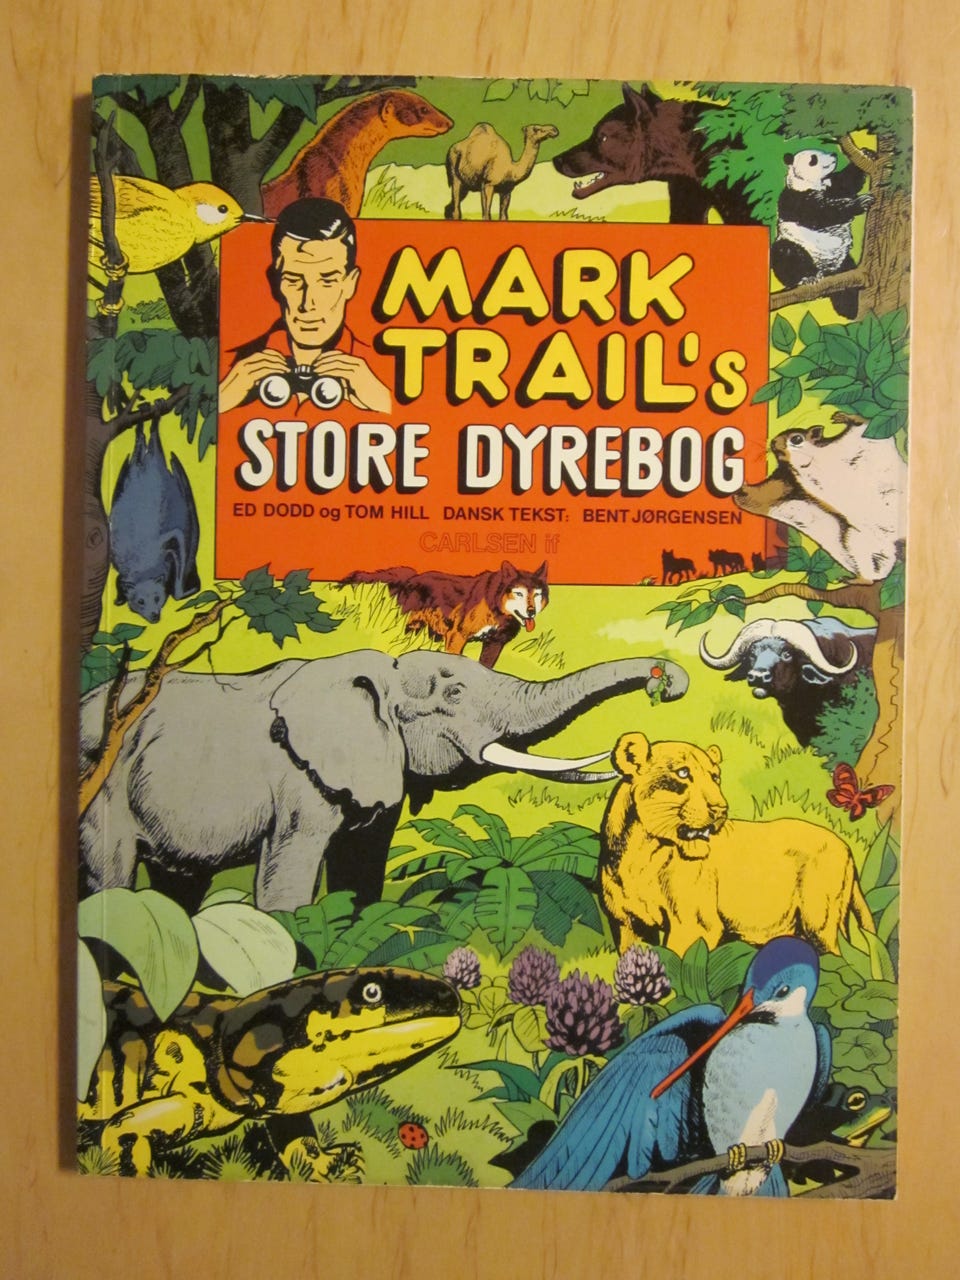 MARK
TRAIL's
STORE DYREBOG
ED DODD og TOM HILL DANSK TEKST: BENT JØRGENSEN
CARLSEN if